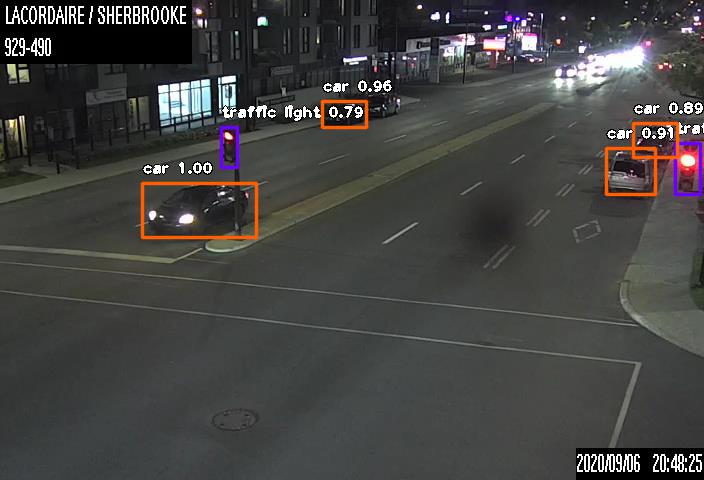 LACORDAIRE / SHERBROOKE
929-490
car 0.96
traffic light 0.79
car 0.89
car 0.91
traf
car 1.00
2020/09/06 20:48:25